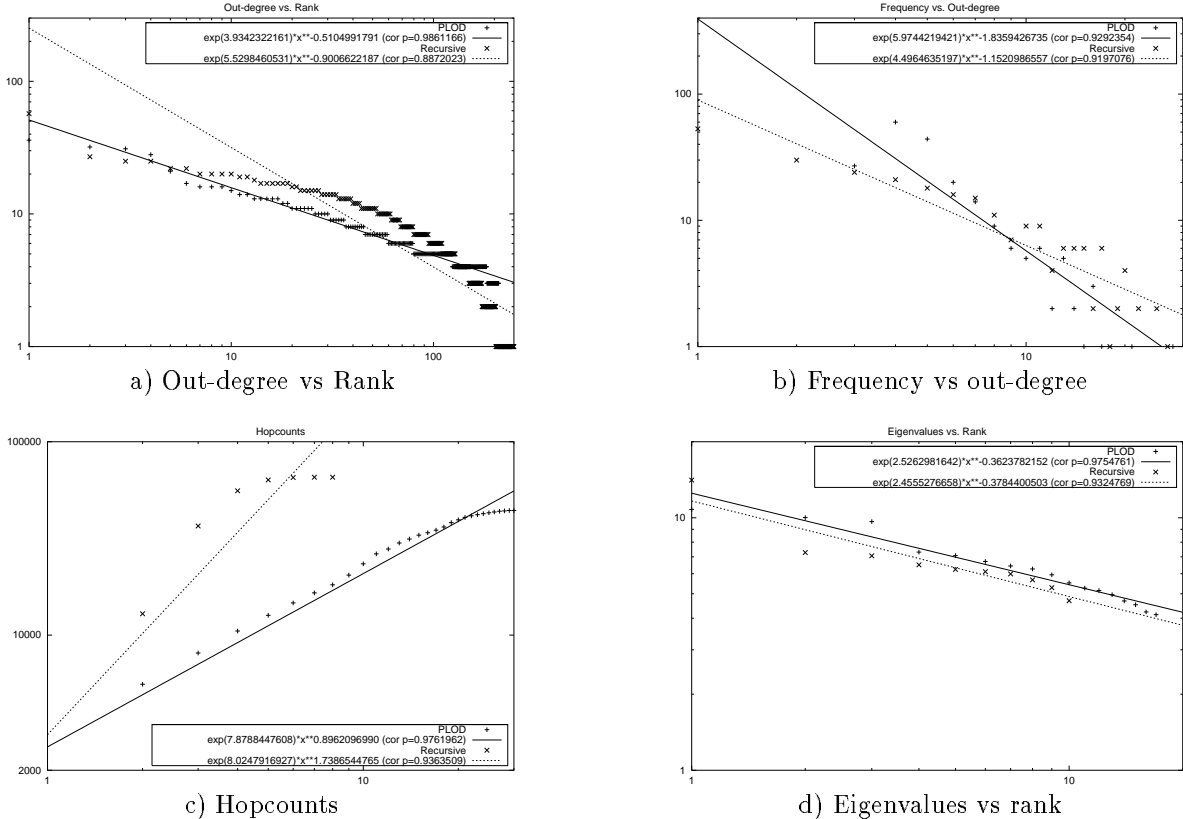 Out-degree vs. Rank
PLOD
exp(3.9342322161)*x**-0.5104991791 (cor p=0.9861166)
Recursive
exp(5.5298460531)*x**-0.9006622187 (cor p=0.8872023)
100
10
1
1
10
100
a) Out-degree vs Rank
Frequency vs. Out-degree
PLOD
exp(5.9744219421)*x**-1.8359426735 (cor p=0.9292354)
Recursive
exp(4.4964635197)*x**-1.1520986557 (cor p=0.9197076)
100
10
1
1
10
b) Frequency vs out-degree
Hopcounts
100000
10000
2000
PLOD
exp(7.8788447608)*x**0.8962096990 (cor p=0.9761962)
Recursive
exp(8.0247916927)*x**1.7386544765 (cor p=0.9363509)
1
10
c) Hopcounts
Eigenvalues vs. Rank
PLOD
exp(2.5262981642)*x**-0.3623782152 (cor p=0.9754761)
Recursive
exp(2.4555276658)*x**-0.3784400503 (cor p=0.9324769)
10
1
1
10
d) Eigenvalues vs rank